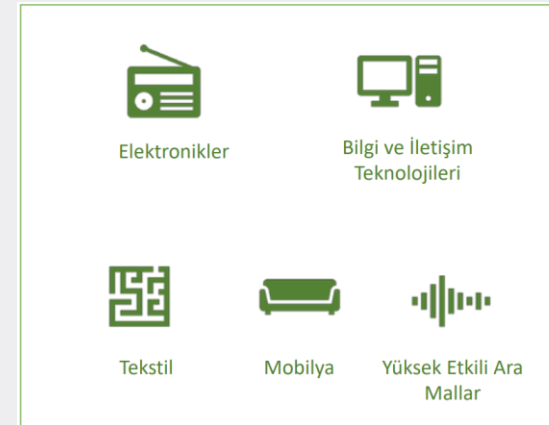 Elektronikler
Bilgi ve İletişim
Teknolojileri
Tekstil
Mobilya
Yüksek Etkili Ara
Mallar